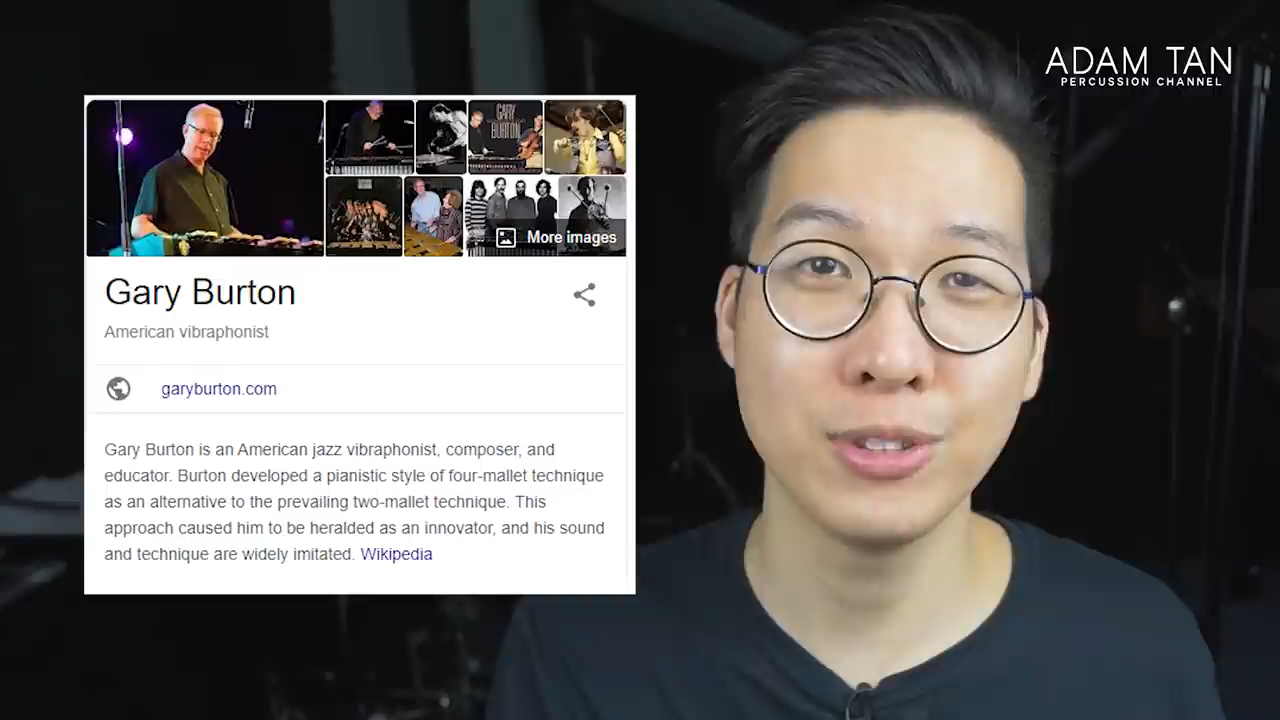 ADAM TAN
PERCUSSION CHANNEL
GARY
BURTON
More images
Gary Burton
American vibraphonist
garyburton.com
Gary Burton is an American jazz vibraphonist, composer, and
educator. Burton developed a pianistic style of four-mallet technique
as an alternative to the prevailing two-mallet technique. This
approach caused him to be heralded as an innovator, and his sound
and technique are widely imitated. Wikipedia